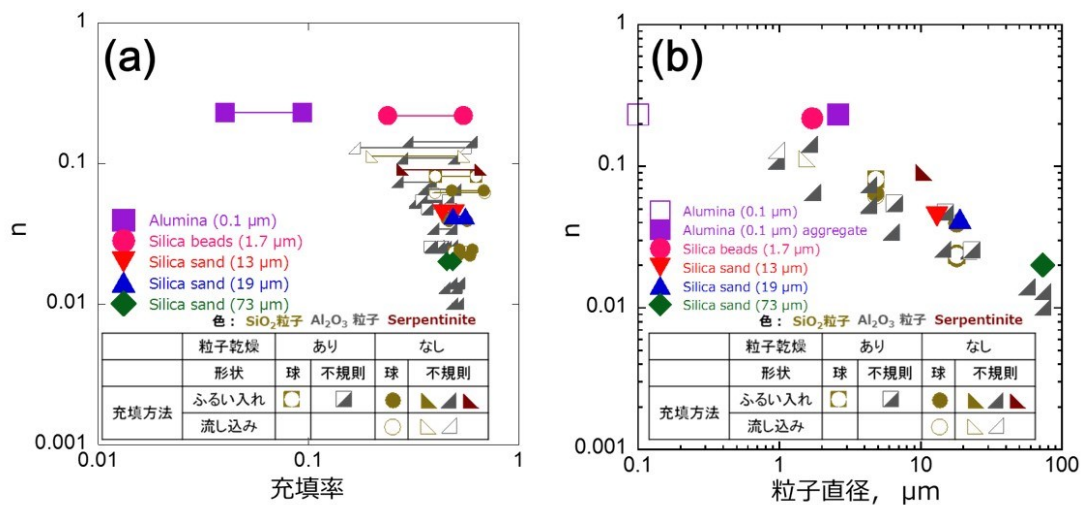 (a)
1
0.1
0.01
0.001
n
Alumina (0.1 μm)
Silica beads (1.7 μm)
Silica sand (13 μm)
Silica sand (19 μm)
Silica sand (73 μm)
色： SiO₂粒子 Al₂O₃ 粒子 Serpentinite
粒子乾燥 あり なし
形状 球 不規則 球 不規則
充填方法 ふるい入れ
流し込み
0.01 0.1 1
充填率
(b)
1
0.1
0.01
0.001
n
Alumina (0.1 μm)
Alumina (0.1 μm) aggregate
Silica beads (1.7 μm)
Silica sand (13 μm)
Silica sand (19 μm)
Silica sand (73 μm)
色： SiO₂粒子 Al₂O₃ 粒子 Serpentinite
粒子乾燥 あり なし
形状 球 不規則 球 不規則
充填方法 ふるい入れ
流し込み
0.1 1 10 100
粒子直径， μm